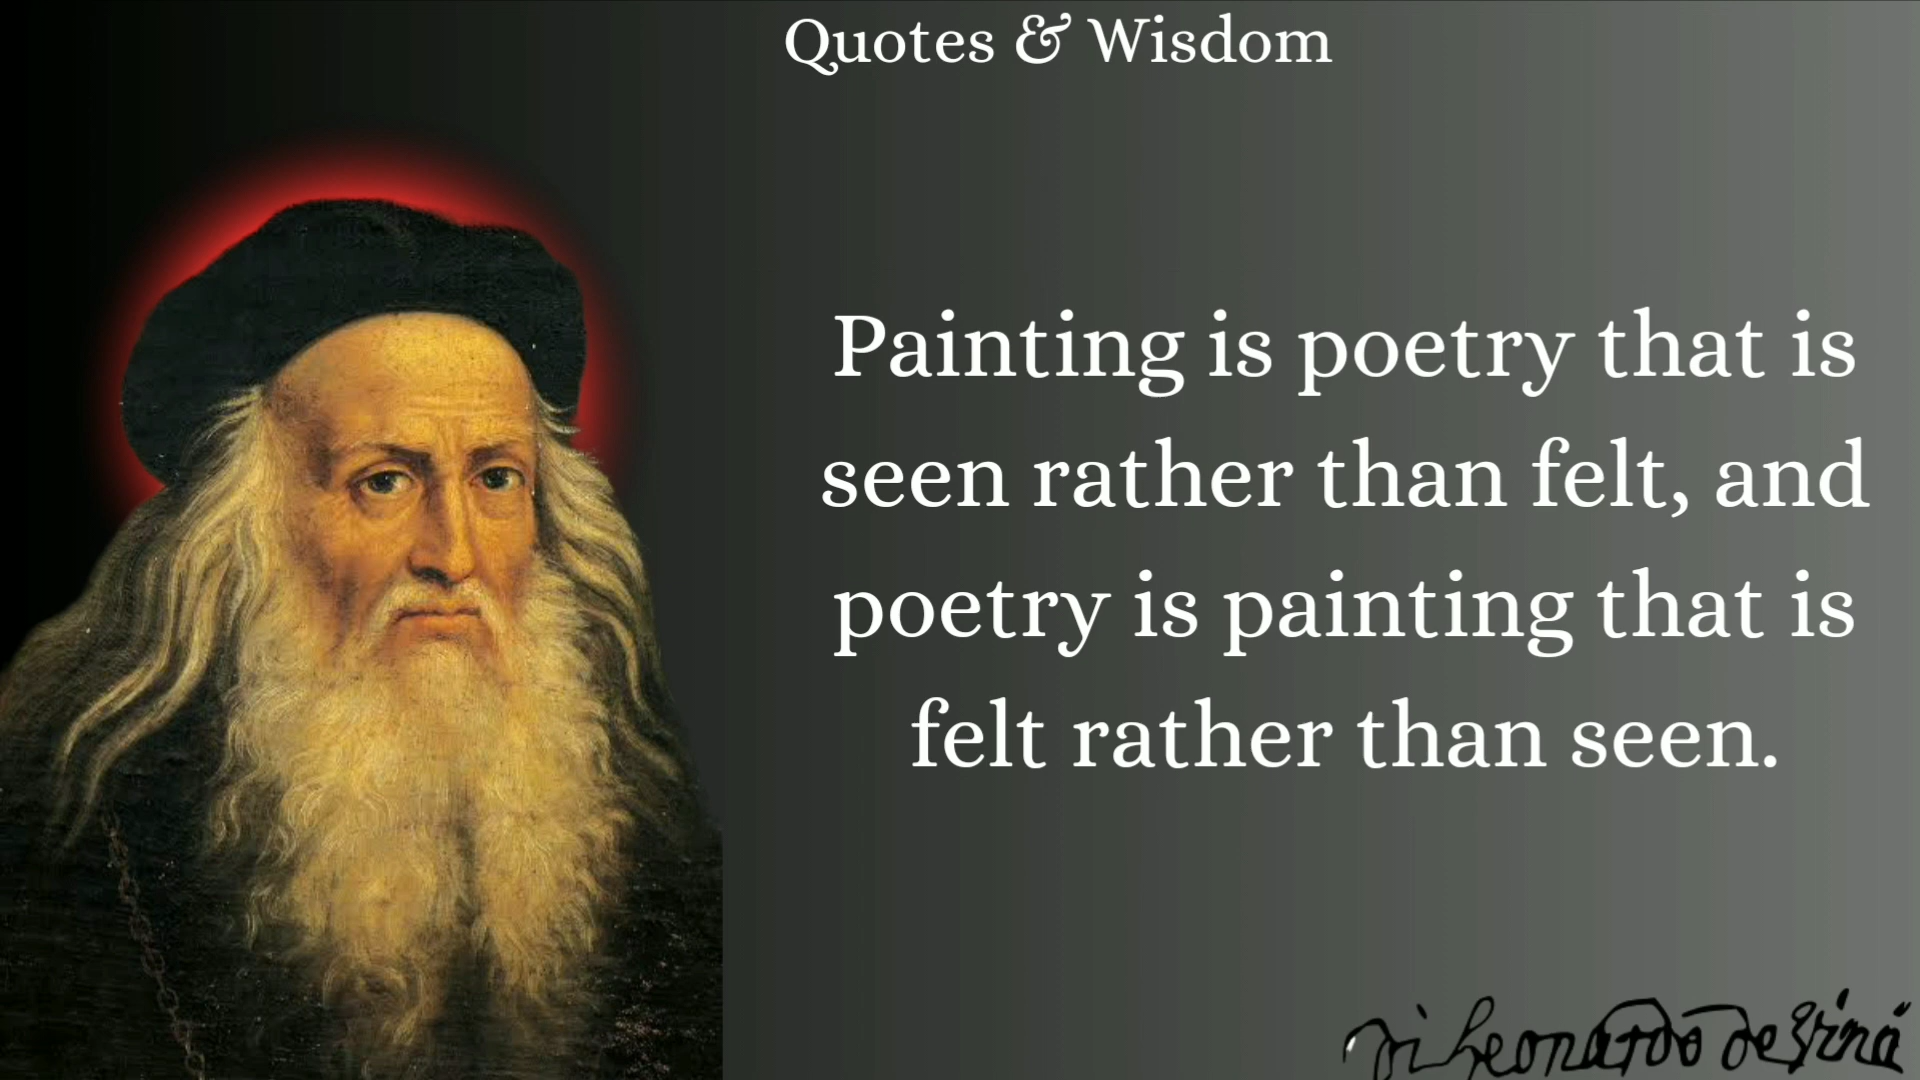 Quotes & Wisdom
Painting is poetry that is
seen rather than felt, and
poetry is painting that is
felt rather than seen.
Leonardo